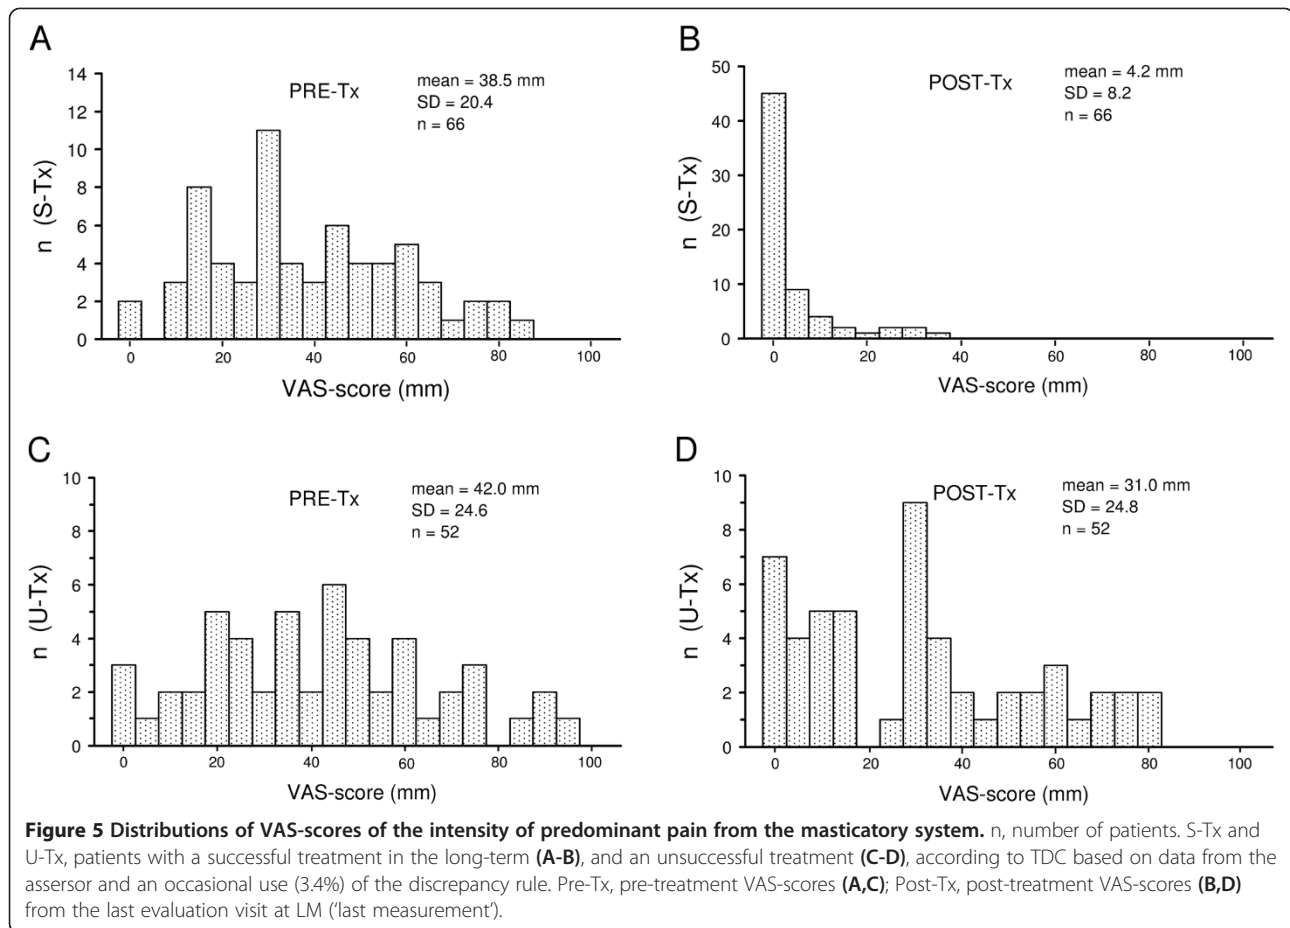 A
PRE-Tx
mean = 38.5 mm
SD = 20.4
n = 66
n (S-Tx)
14
12
10
8
6
4
2
0
0 20 40 60 80 100
VAS-score (mm)
B
POST-Tx
mean = 4.2 mm
SD = 8.2
n = 66
n (S-Tx)
50
40
30
20
10
0
0 20 40 60 80 100
VAS-score (mm)
C
PRE-Tx
mean = 42.0 mm
SD = 24.6
n = 52
n (U-Tx)
10
8
6
4
2
0
0 20 40 60 80 100
VAS-score (mm)
D
POST-Tx
mean = 31.0 mm
SD = 24.8
n = 52
n (U-Tx)
10
8
6
4
2
0
0 20 40 60 80 100
VAS-score (mm)
Figure 5 Distributions of VAS-scores of the intensity of predominant pain from the masticatory system. n, number of patients. S-Tx and
U-Tx, patients with a successful treatment in the long-term (A-B), and an unsuccessful treatment (C-D), according to TDC based on data from the
assersor and an occasional use (3.4%) of the discrepancy rule. Pre-Tx, pre-treatment VAS-scores (A,C); Post-Tx, post-treatment VAS-scores (B,D)
from the last evaluation visit at LM (‘last measurement’).